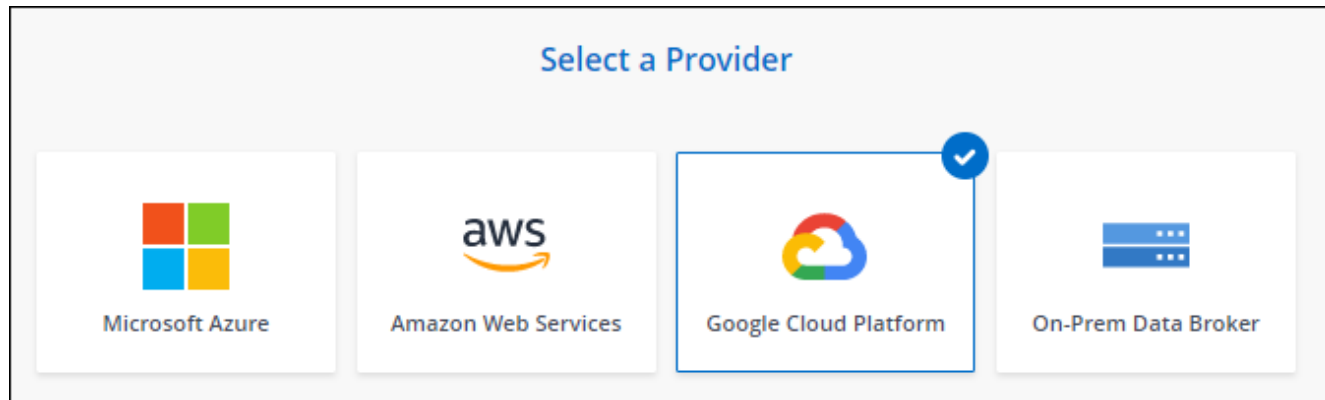 Select a Provider
aws
Microsoft Azure
Amazon Web Services
Google Cloud Platform
On-Prem Data Broker